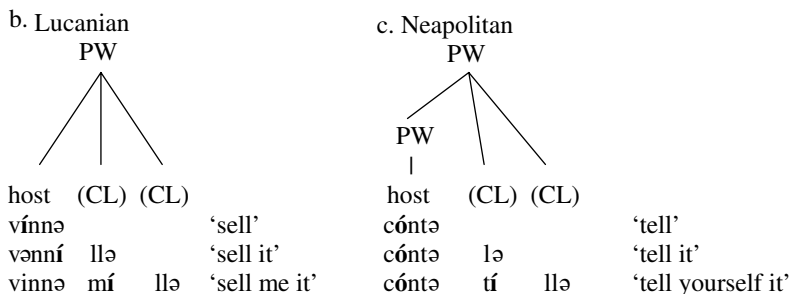 b. Lucanian c. Neapolitan
PW PW
PW
host (CL) (CL) host (CL) (CL)
vínnə ‘sell’ cóntə ‘tell’
vənní llə ‘sell it’ cóntə lə ‘tell it’
vinnə mí llə ‘sell me it’ cóntə tí llə ‘tell yourself it’